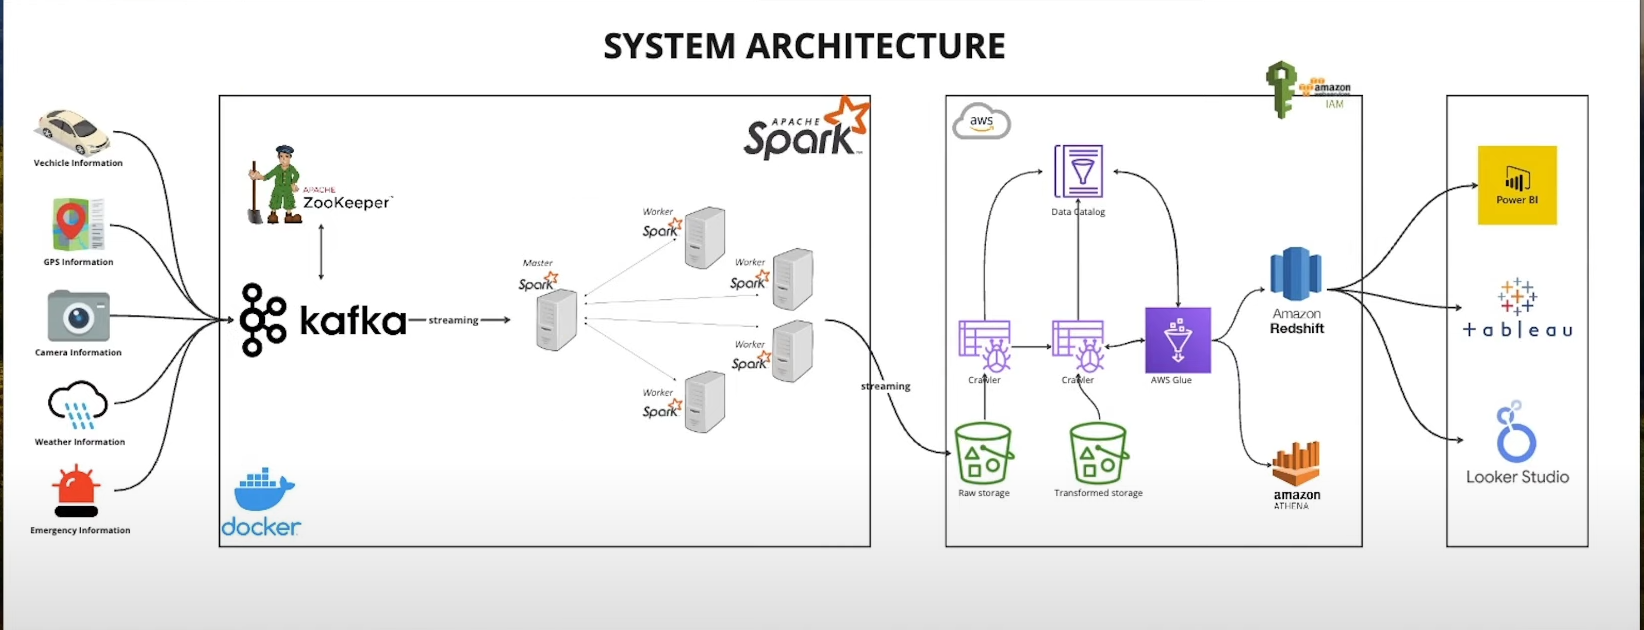 SYSTEM ARCHITECTURE
Vechicle Information
GPS Information
Camera Information
Weather Information
Emergency Information
APACHE
ZooKeeper
kafka
streaming
docker
APACHE
Spark
Master
Spark
Worker
Spark
Worker
Spark
Worker
Spark
Worker
Spark
streaming
aws
Data Catalog
Crawler
Crawler
AWS Glue
Raw storage
Transformed storage
amazon
webservices
IAM
Amazon
Redshift
amazon
ATHENA
Power BI
+ableau
Looker Studio